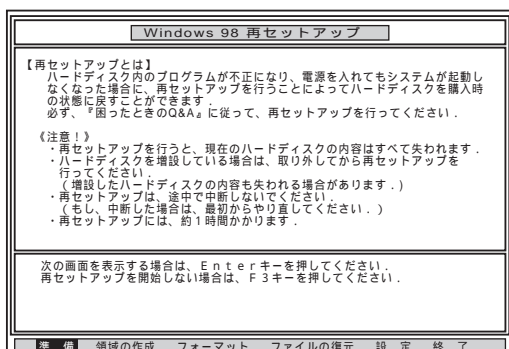 Windows 98 再セットアップ
【再セットアップとは】
ハードディスク内のプログラムが不正になり、電源を入れてもシステムが起動し
なくなった場合に、再セットアップを行うことによってハードディスクを購入時
の状態に戻すことができます．
必ず、『困ったときのQ&A』に従って、再セットアップを行ってください．
《注意！》
・再セットアップを行うと、現在のハードディスクの内容はすべて失われます．
・ハードディスクを増設している場合は、取り外してから再セットアップを
行ってください．
（増設したハードディスクの内容も失われる場合があります．）
・再セットアップは、途中で中断しないでください．
（もし、中断した場合は、最初からやり直してください．）
・再セットアップには、約１時間かかります．
次の画面を表示する場合は、Ｅｎｔｅｒキーを押してください．
再セットアップを開始しない場合は、Ｆ３キーを押してください．
準　備　領域の作成　フォーマット　ファイルの復元　設　定　終　了